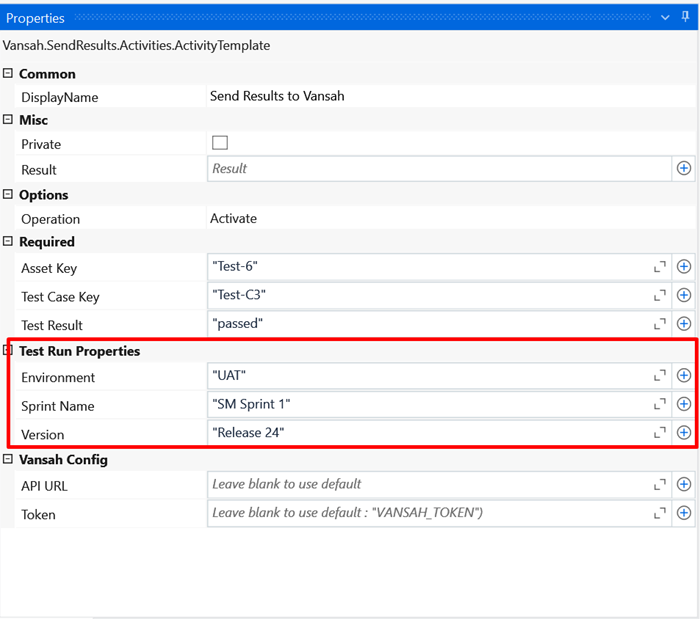 Properties
Vansah.SendResults.Activities.ActivityTemplate
Common
DisplayName Send Results to Vansah
Misc
Private
Result Result
Options
Operation Activate
Required
Asset Key "Test-6"
Test Case Key "Test-C3"
Test Result "passed"
Test Run Properties
Environment "UAT"
Sprint Name "SM Sprint 1"
Version "Release 24"
Vansah Config
API URL Leave blank to use default
Token Leave blank to use default : "VANSAH_TOKEN")